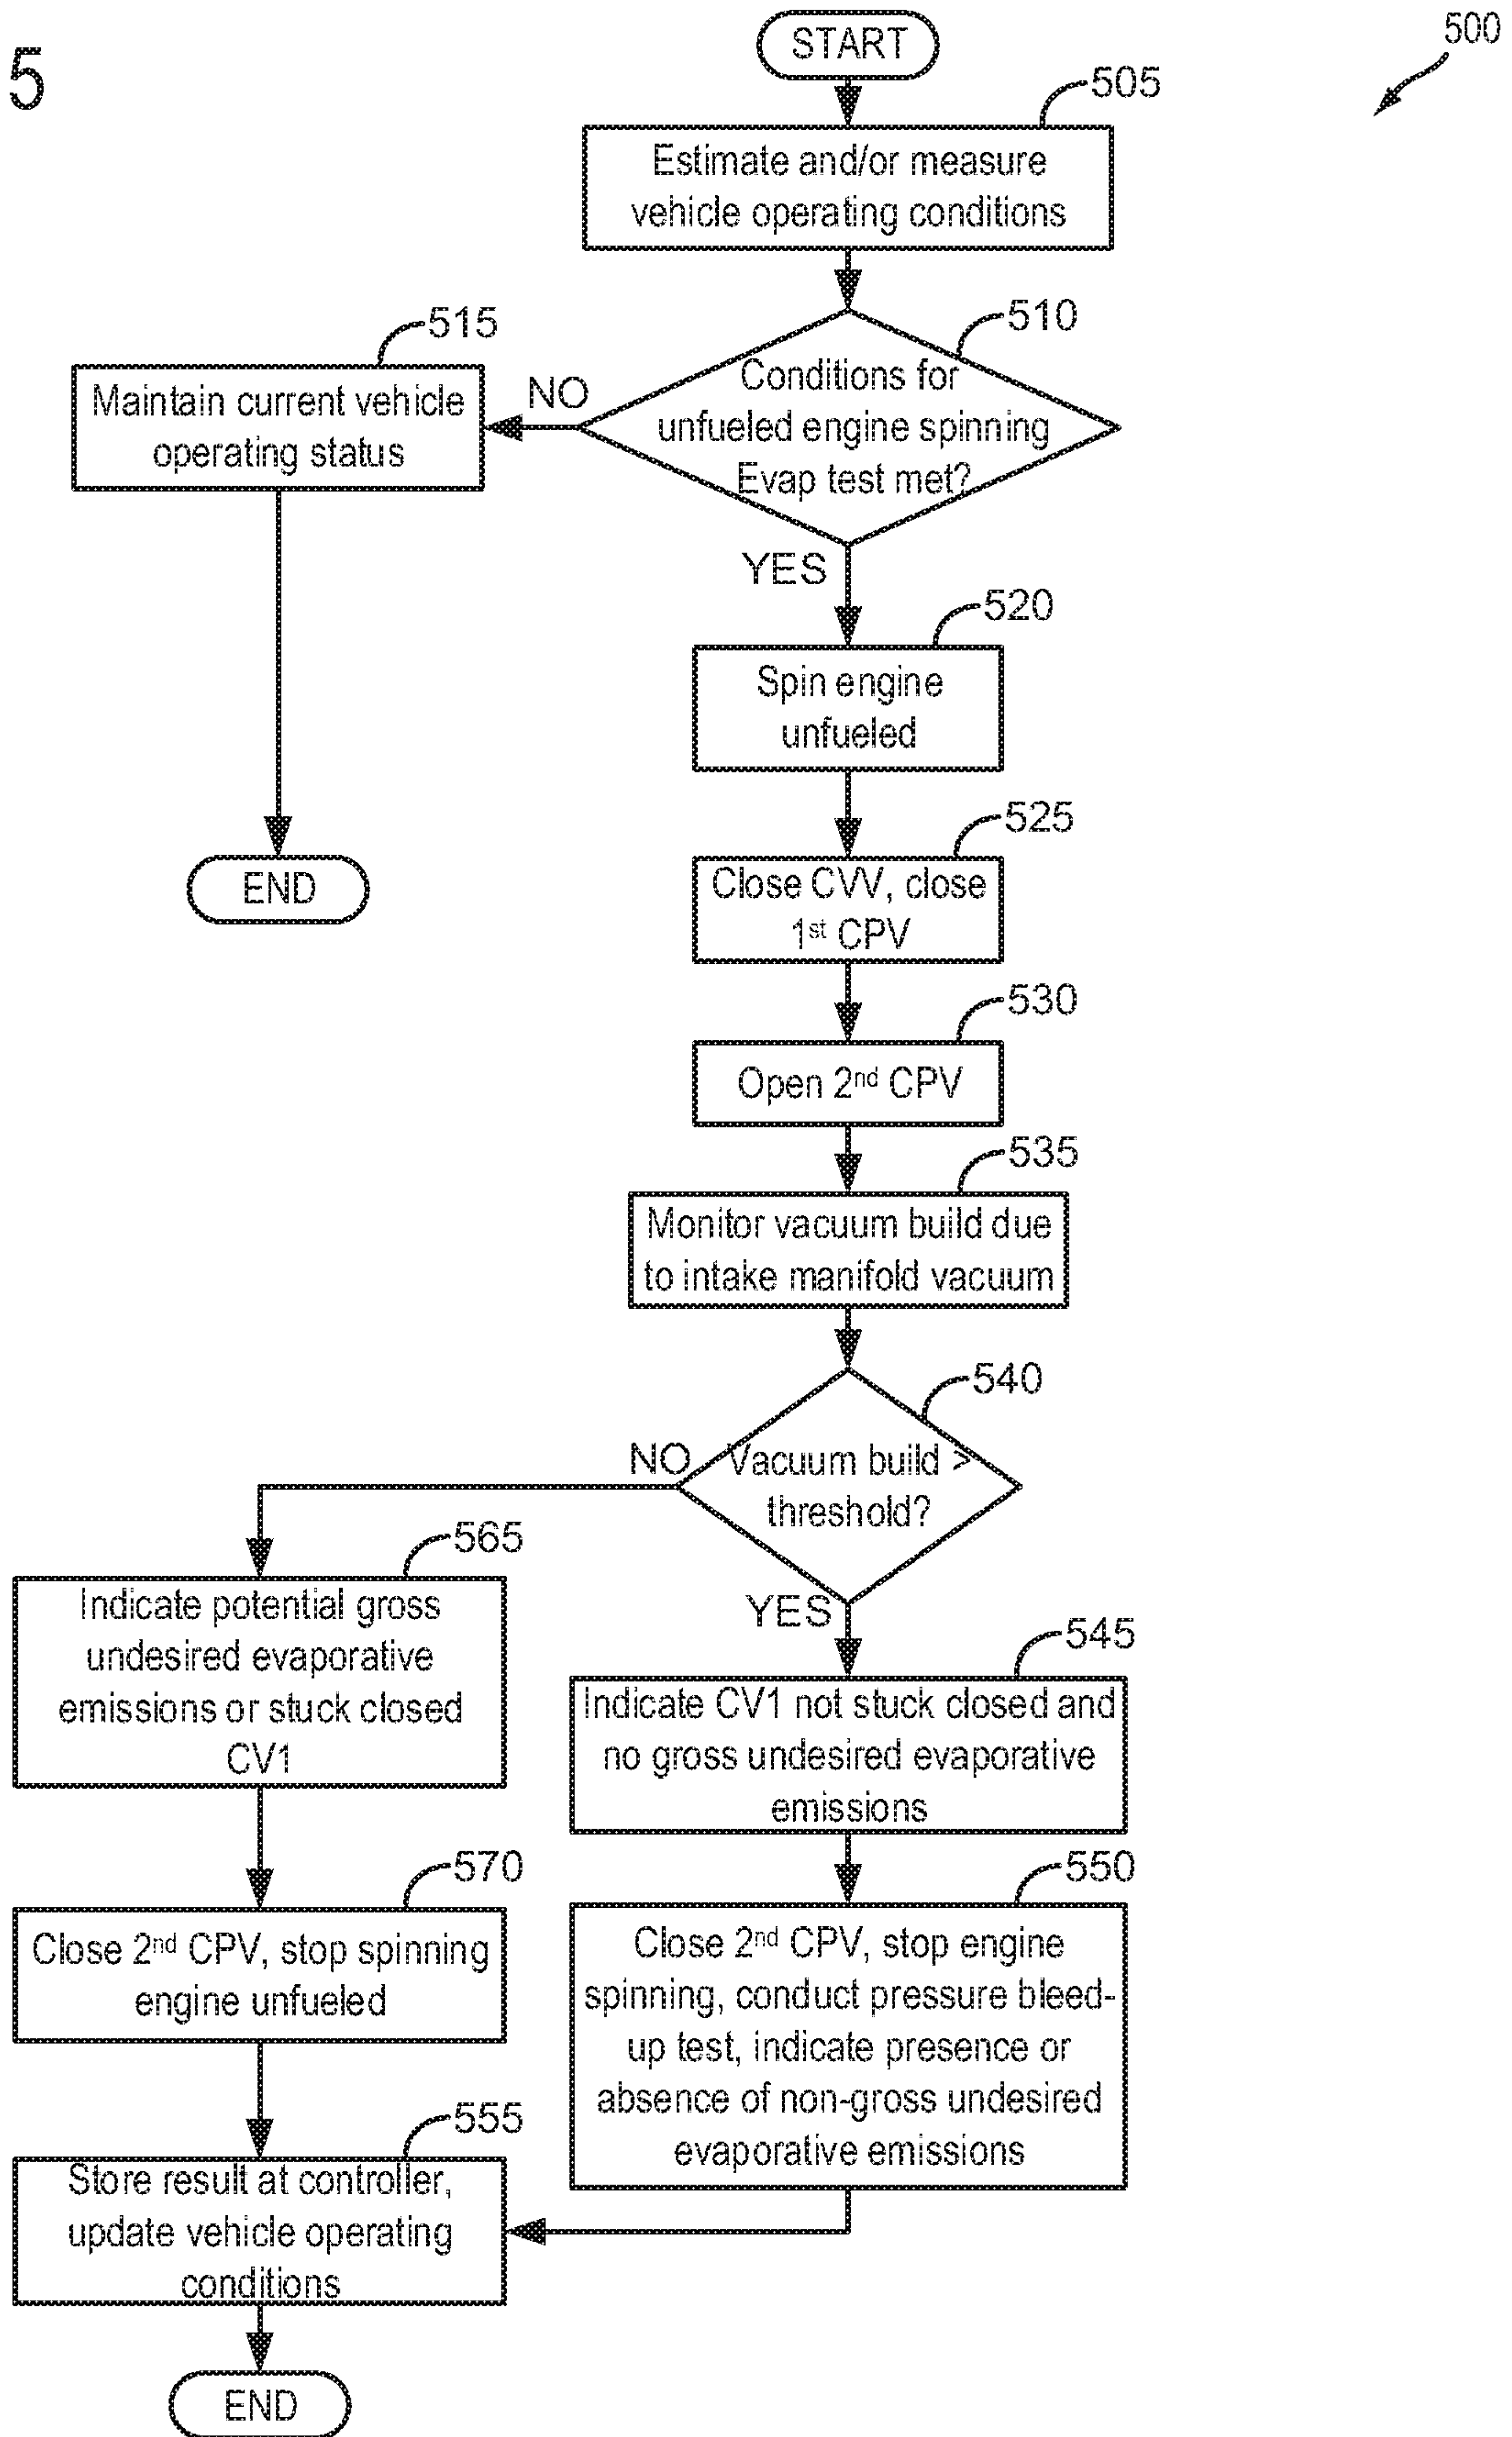 5
500
START
505
Estimate and/or measure
vehicle operating conditions
510
Conditions for
unfueled engine spinning
Evap test met?
NO
515
Maintain current vehicle
operating status
END
YES
520
Spin engine
unfueled
525
Close CVV, close
1st CPV
530
Open 2nd CPV
535
Monitor vacuum build due
to intake manifold vacuum
540
Vacuum build >
threshold?
NO
YES
565
Indicate potential gross
undesired evaporative
emissions or stuck closed
CV1
545
Indicate CV1 not stuck closed and
no gross undesired evaporative
emissions
570
Close 2nd CPV, stop spinning
engine unfueled
550
Close 2nd CPV, stop engine
spinning, conduct pressure bleed-
up test, indicate presence or
absence of non-gross undesired
evaporative emissions
555
Store result at controller,
update vehicle operating
conditions
END